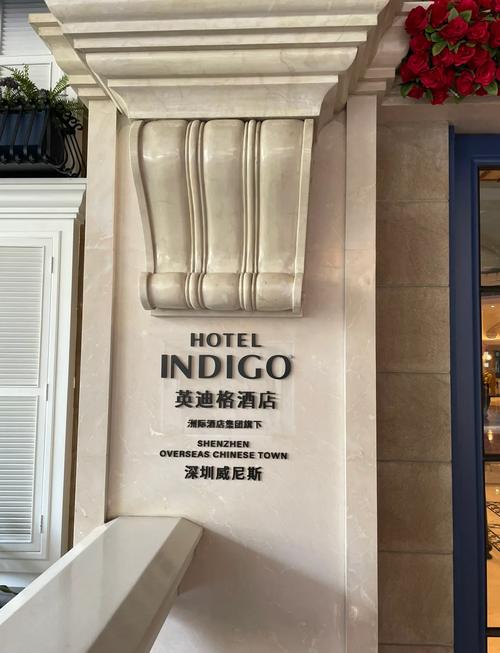 HOTEL
INDIGO
英迪格酒店
洲际酒店集团旗下
SHENZHEN
OVERSEAS CHINESE TOWN
深圳威尼斯